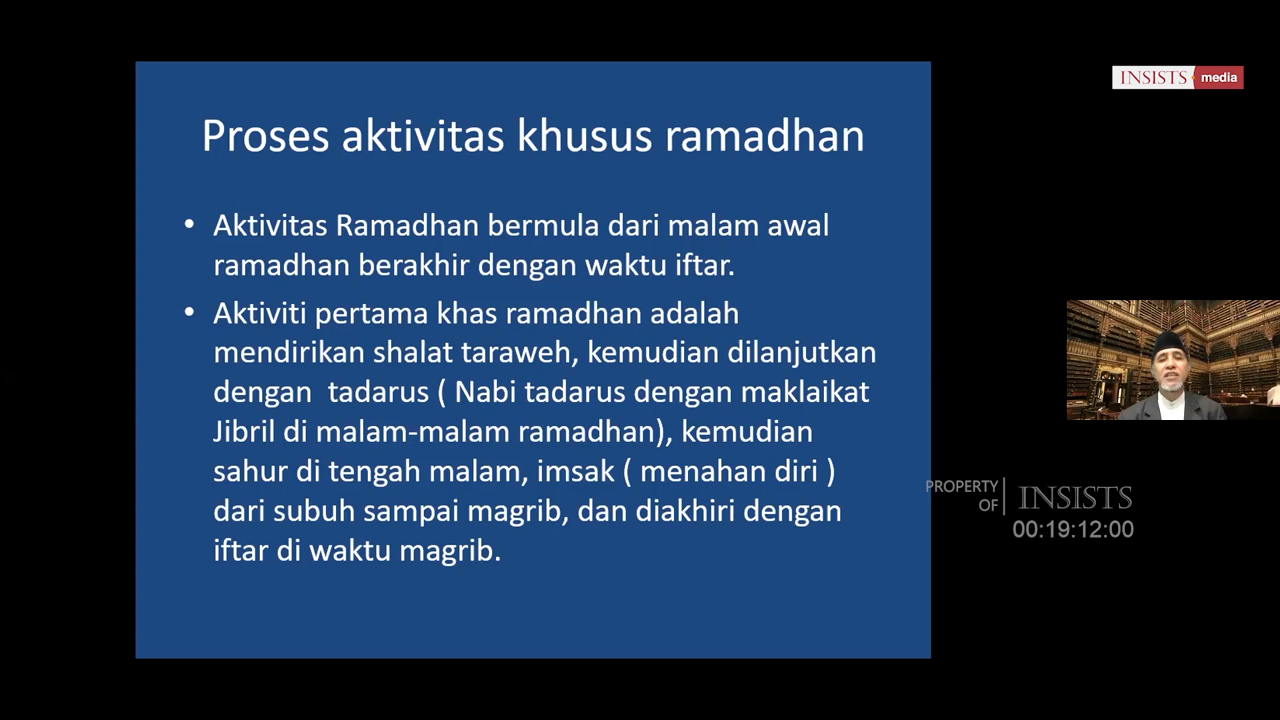 INSISTS media
Proses aktivitas khusus ramadhan
• Aktivitas Ramadhan bermula dari malam awal
ramadhan berakhir dengan waktu iftar.
• Aktiviti pertama khas ramadhan adalah
mendirikan shalat taraweh, kemudian dilanjutkan
dengan  tadarus ( Nabi tadarus dengan maklaikat
Jibril di malam-malam ramadhan), kemudian
sahur di tengah malam, imsak ( menahan diri )
dari subuh sampai magrib, dan diakhiri dengan
iftar di waktu magrib.
PROPERTY
OF
INSISTS
00:19:12:00